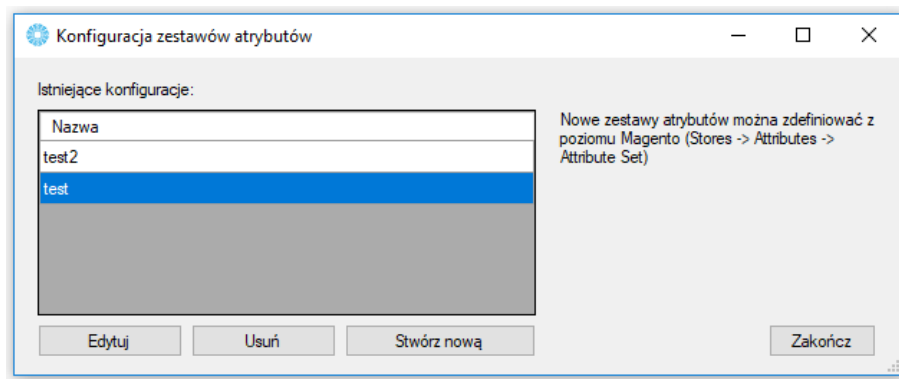 Konfiguracja zestawów atrybutów
Istniejące konfiguracje:
Nazwa
test2
test
Nowe zestawy atrybutów można zdefiniować z
poziomu Magento (Stores -> Attributes ->
Attribute Set)
Edytuj
Usuń
Stwórz nową
Zakończ